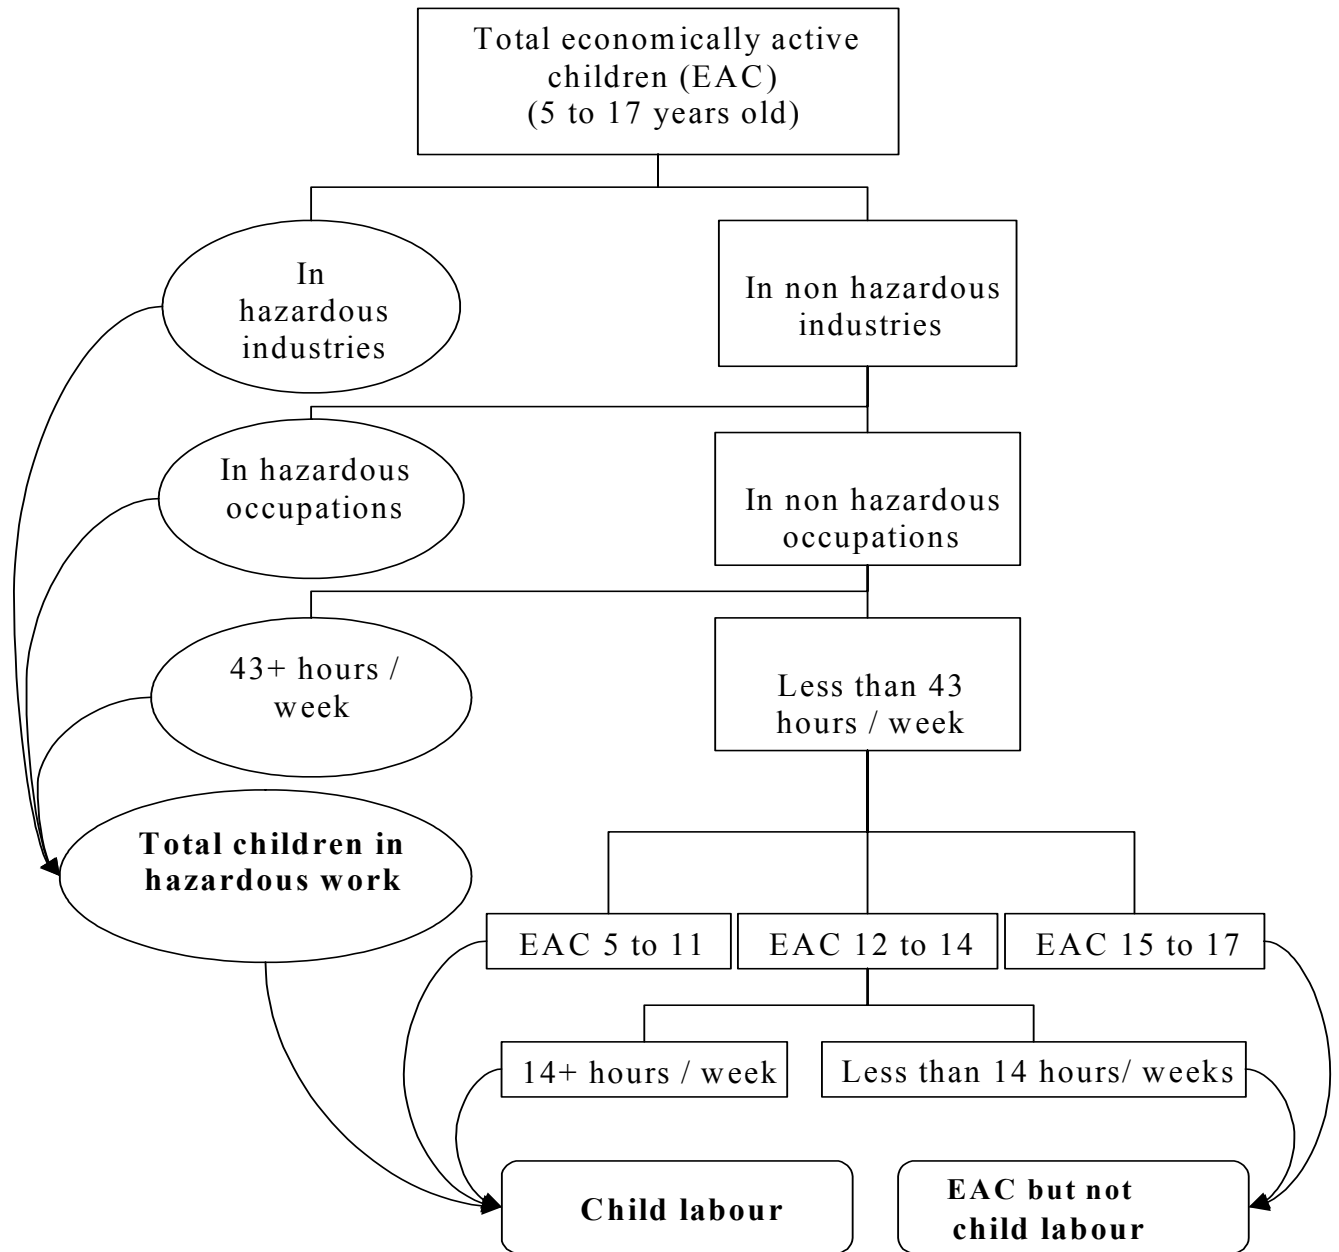 Total economically active
children (EAC)
(5 to 17 years old)
In
hazardous
industries
In non hazardous
industries
In hazardous
occupations
In non hazardous
occupations
43+ hours /
week
Less than 43
hours / week
Total children in
hazardous work
EAC 5 to 11
EAC 12 to 14
EAC 15 to 17
14+ hours / week
Less than 14 hours/ weeks
Child labour
EAC but not
child labour